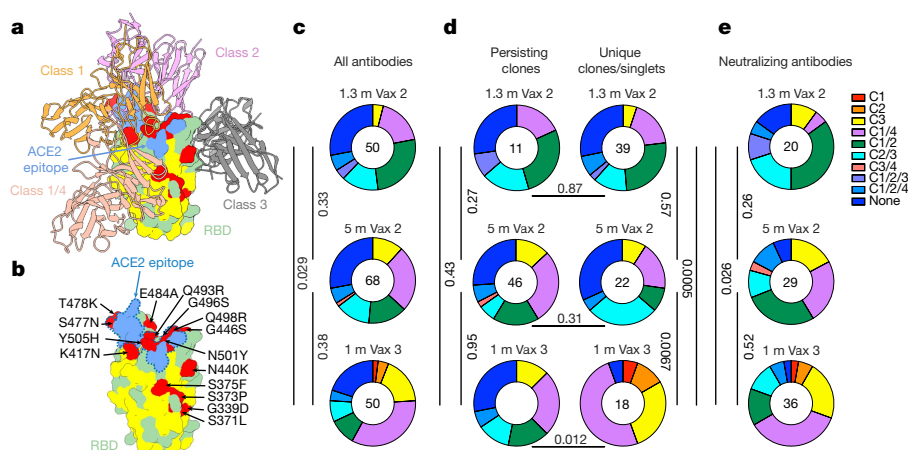 a
Class 2
Class 1
ACE2
epitope
Class 1/4
Class 3
RBD
b
ACE2 epitope
Q493R
E484A
G496S
T478K
Q498R
S477N
G446S
Y505H
K417N
N501Y
N440K
S375F
S373P
G339D
S371L
RBD
c
All antibodies
1.3 m Vax 2
50
0.33
0.029
5 m Vax 2
68
0.38
1 m Vax 3
50
d
Persisting
clones
Unique
clones/singlets
1.3 m Vax 2
1.3 m Vax 2
11
39
0.87
0.27
0.57
0.43
0.0005
5 m Vax 2
5 m Vax 2
46
22
0.31
0.95
0.0067
1 m Vax 3
1 m Vax 3
18
0.012
e
Neutralizing antibodies
1.3 m Vax 2
20
0.26
0.026
5 m Vax 2
29
0.52
1 m Vax 3
36
C1
C2
C3
C1/4
C1/2
C2/3
C3/4
C1/2/3
C1/2/4
None